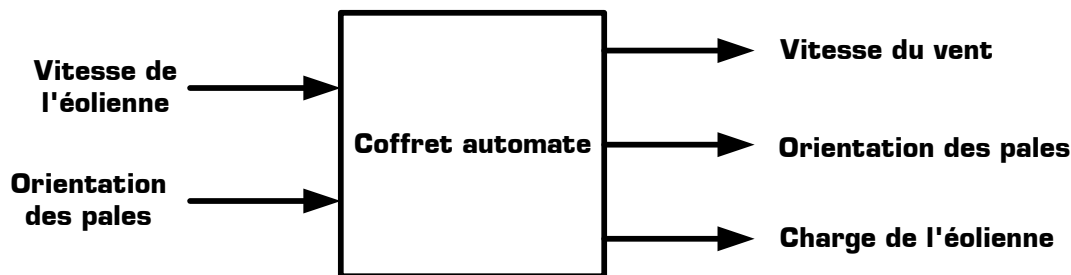 Vitesse de
l'éolienne
Orientation
des pales
Coffret automate
Vitesse du vent
Orientation des pales
Charge de l'éolienne